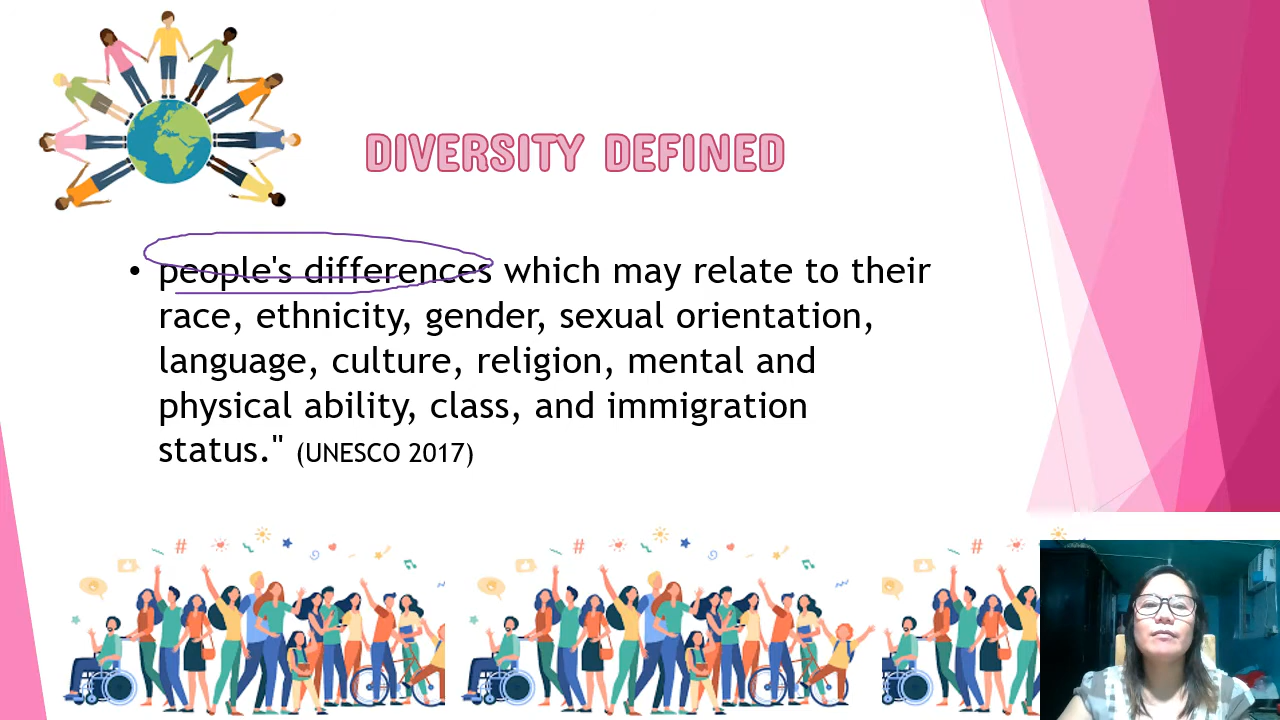 DIVERSITY DEFINED
• people's differences which may relate to their
race, ethnicity, gender, sexual orientation,
language, culture, religion, mental and
physical ability, class, and immigration
status." (UNESCO 2017)